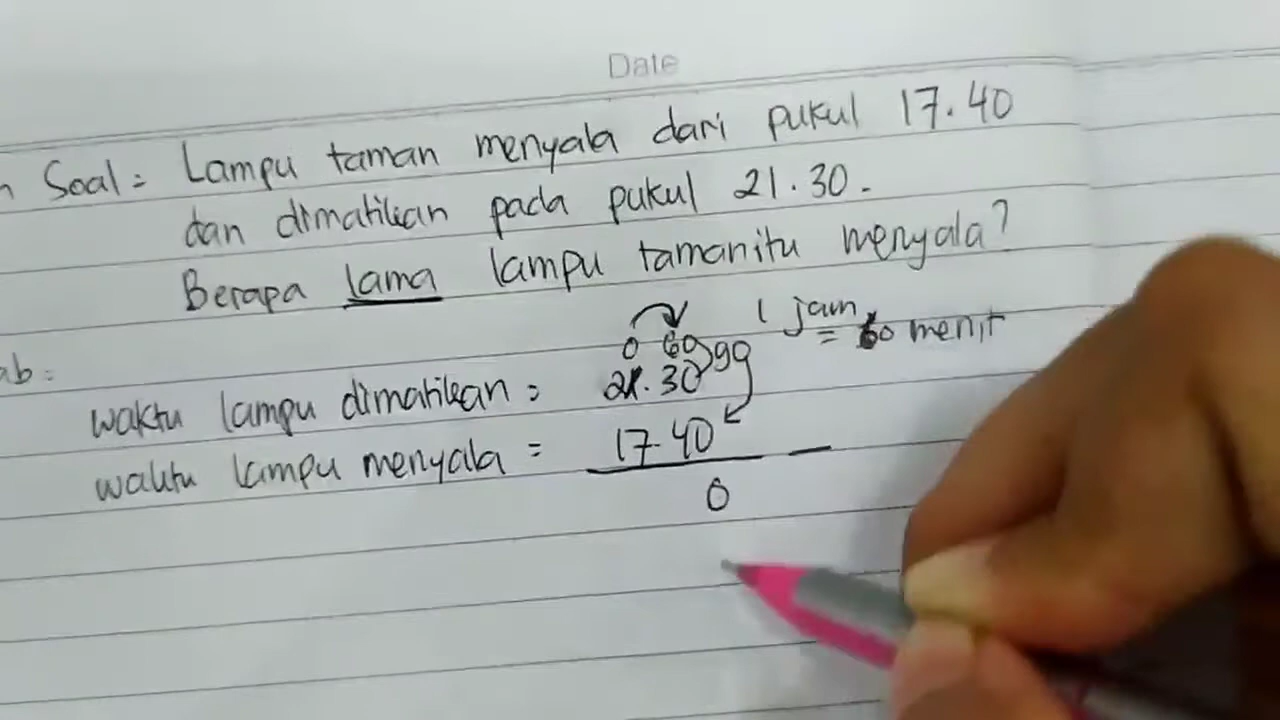 Date
n Soal = Lampu taman menyala dari pukul 17.40
dan dimatikan pada pukul 21.30.
Berapa lama lampu taman itu menyala?
1 jam
= 60 menit
0 60
90
ab =
waktu lampu dimatikan = 21.30
waktu lampu menyala = 17.40
0